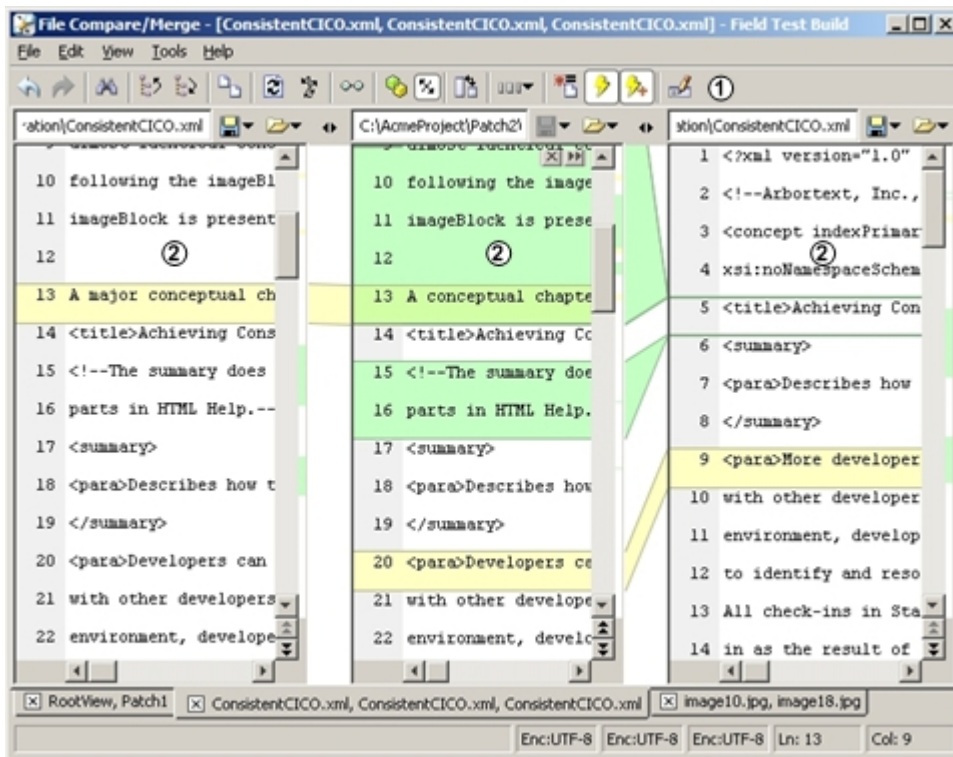 File Compare/Merge - [ConsistentCICO.xml, ConsistentCICO.xml, ConsistentCICO.xml] - Field Test Build
File Edit View Tools Help
①
ation\ConsistentCICO.xml
10 following the imageBl
11 imageBlock is present
12 ②
13 A major conceptual ch
14 <title>Achieving Cons
15 <!--The summary does
16 parts in HTML Help.--
17 <summary>
18 <para>Describes how t
19 </summary>
20 <para>Developers can
21 with other developers
22 environment, develope
C:\AcmeProject\Patch2\
10 following the image
11 imageBlock is prese
12 ②
13 A conceptual chapte
14 <title>Achieving Co
15 <!--The summary doe
16 parts in HTML Help.
17 <summary>
18 <para>Describes how
19 </summary>
20 <para>Developers ca
21 with other develope
22 environment, develo
ation\ConsistentCICO.xml
1 <?xml version="1.0"
2 <!--Arbortext, Inc.,
3 <concept indexPrimar
②
4 xsi:noNamespaceSchem
5 <title>Achieving Con
6 <summary>
7 <para>Describes how
8 </summary>
9 <para>More developer
10 with other developer
11 environment, develop
12 to identify and reso
13 All check-ins in Sta
14 in as the result of
RootView, Patch1
ConsistentCICO.xml, ConsistentCICO.xml, ConsistentCICO.xml
image10.jpg, image18.jpg
Enc:UTF-8 Enc:UTF-8 Enc:UTF-8 Ln: 13 Col: 9